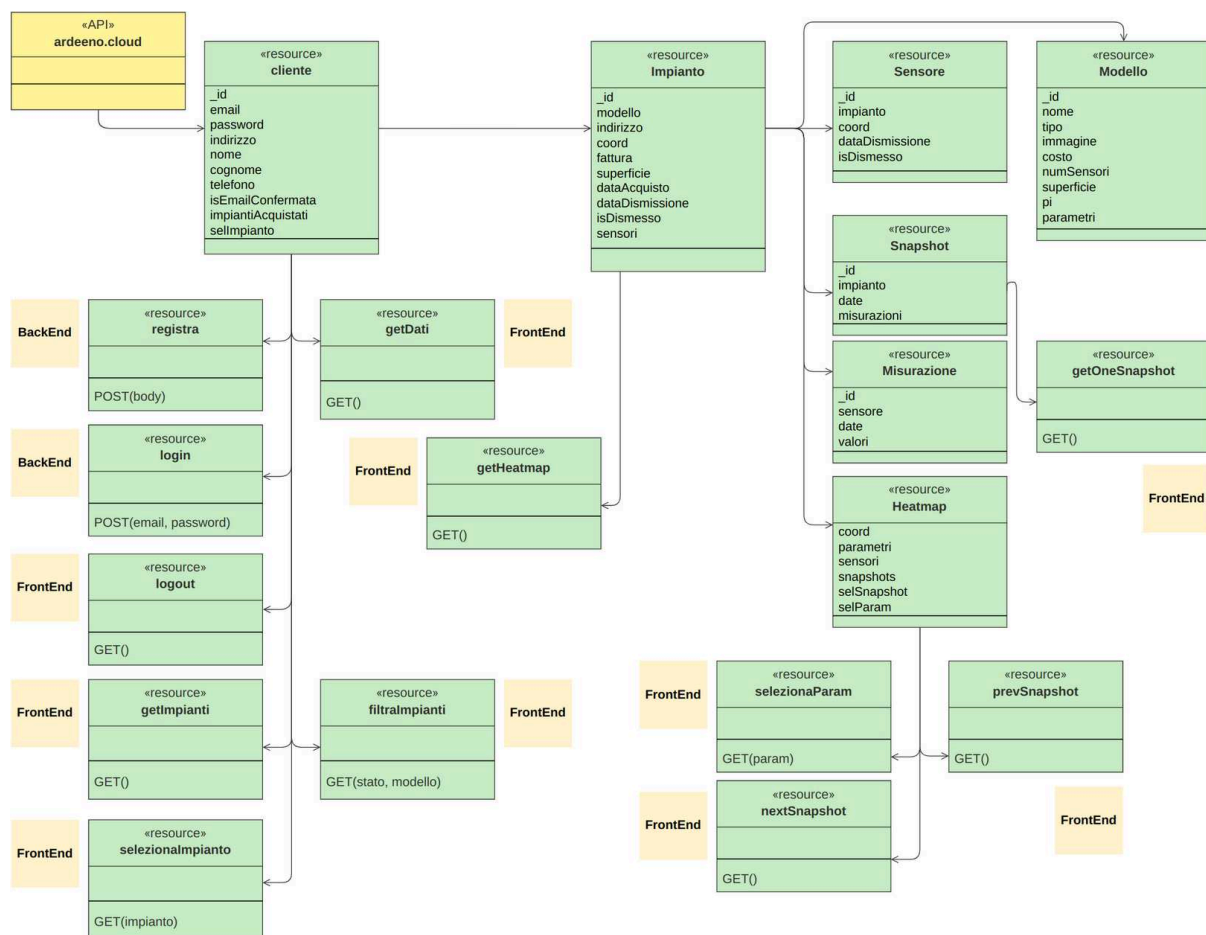 «API»
ardeeno.cloud
«resource»
cliente
_id
email
password
indirizzo
nome
cognome
telefono
isEmailConfermata
impiantiAcquistati
selImpianto
«resource»
Impianto
_id
modello
indirizzo
coord
fattura
superficie
dataAcquisto
dataDismissione
isDismesso
sensori
«resource»
Sensore
_id
impianto
coord
dataDismissione
isDismesso
«resource»
Modello
_id
nome
tipo
immagine
costo
numSensori
superficie
pi
parametri
«resource»
Snapshot
_id
impianto
date
misurazioni
BackEnd
«resource»
registra
POST(body)
«resource»
getDati
GET()
FrontEnd
«resource»
Misurazione
_id
sensore
date
valori
«resource»
getOneSnapshot
GET()
FrontEnd
BackEnd
«resource»
login
POST(email, password)
FrontEnd
«resource»
getHeatmap
GET()
«resource»
Heatmap
coord
parametri
sensori
snapshots
selSnapshot
selParam
FrontEnd
«resource»
logout
GET()
FrontEnd
«resource»
getImpianti
GET()
«resource»
filtraImpianti
GET(stato, modello)
FrontEnd
FrontEnd
«resource»
selezionaParam
GET(param)
«resource»
prevSnapshot
GET()
FrontEnd
FrontEnd
«resource»
nextSnapshot
GET()
FrontEnd
«resource»
selezionaImpianto
GET(impianto)